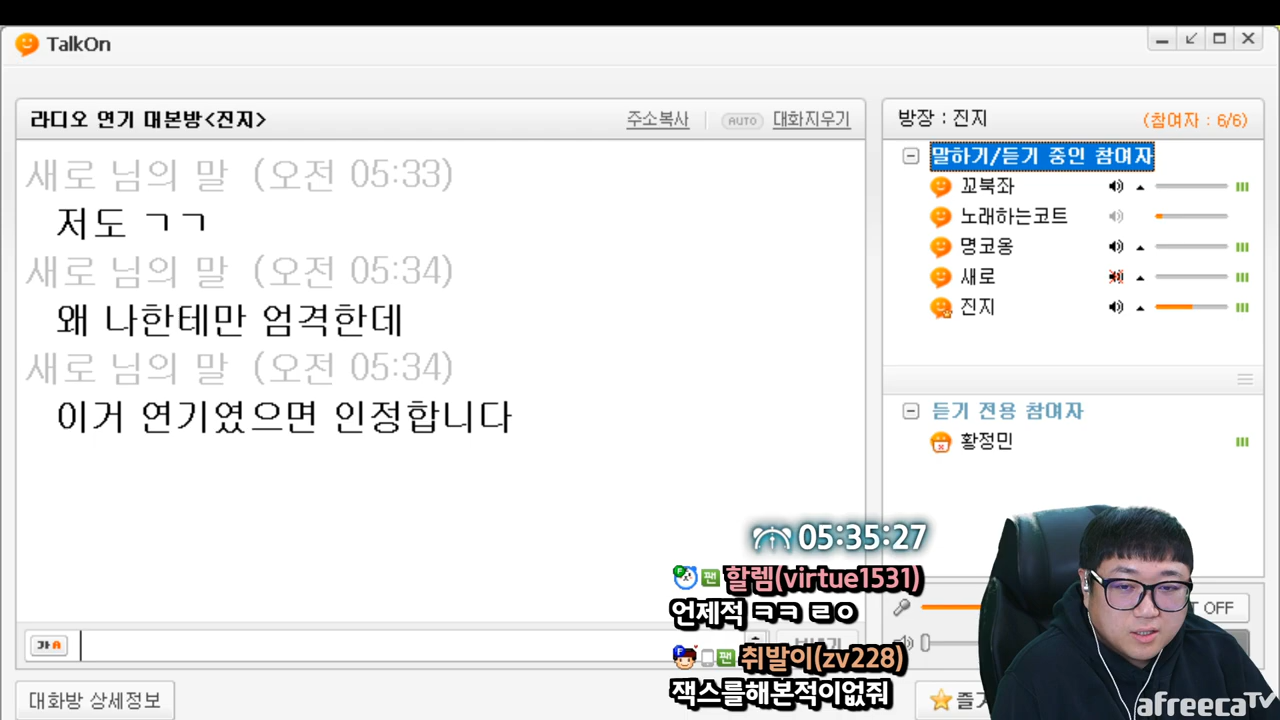 TalkOn
라디오 연기 대본방<진지>
주소복사
AUTO
대화지우기
방장 : 진지
(참여자 : 6/6)
새로 님의 말 (오전 05:33)
저도 ㄱㄱ
새로 님의 말 (오전 05:34)
왜 나한테만 엄격한데
새로 님의 말 (오전 05:34)
이거 연기였으면 인정합니다
말하기/듣기 중인 참여자
꼬북좌
노래하는코트
명코옹
새로
진지
듣기 전용 참여자
황정민
05:35:27
할렘(virtue1531)
언제적 ㅋㅋ ㄹㅇ
취발이(zv228)
잭스를해본적이없줘
가
OFF
대화방 상세정보
즐
afreecaTV